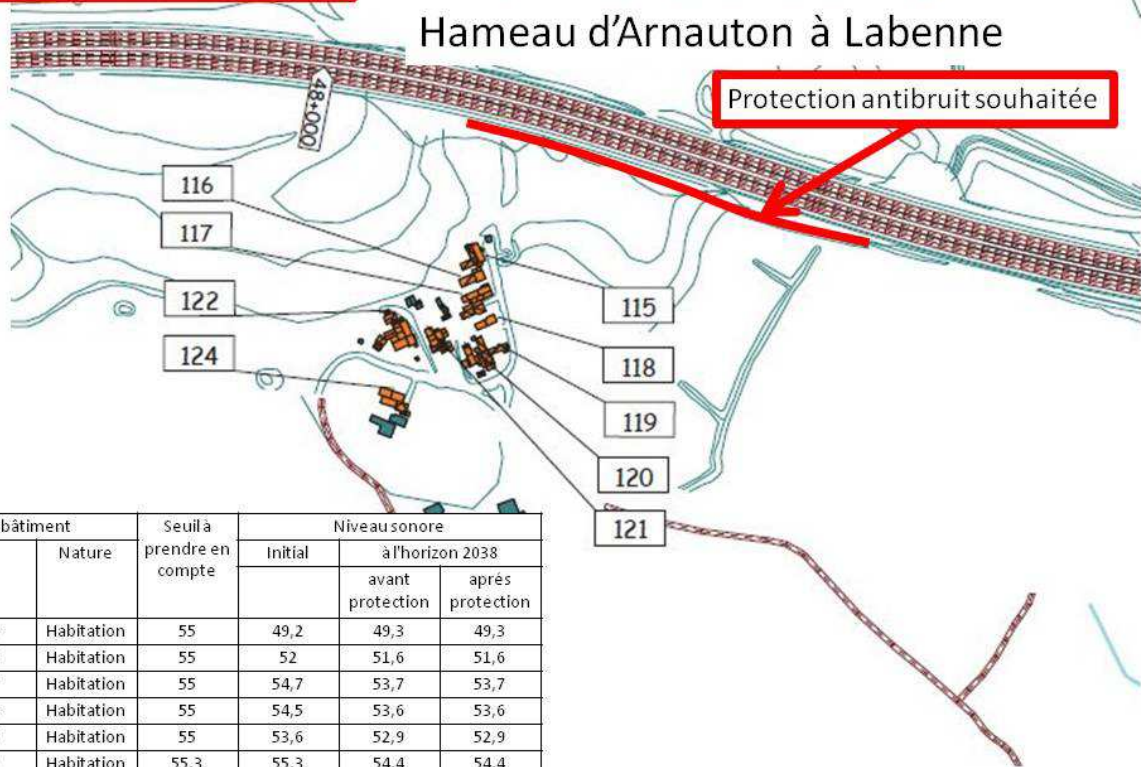 Hameau d'Arnauton à Labenne
Protection antibruit souhaitée
48+000
116
117
122
124
115
118
119
120
121
bâtiment Seuil à prendre en compte Niveau sonore
Nature Initial à l'horizon 2038
avant protection après protection
Habitation 55 49,2 49,3 49,3
Habitation 55 52 51,6 51,6
Habitation 55 54,7 53,7 53,7
Habitation 55 54,5 53,6 53,6
Habitation 55 53,6 52,9 52,9
Habitation 55,3 55,3 54,4 54,4